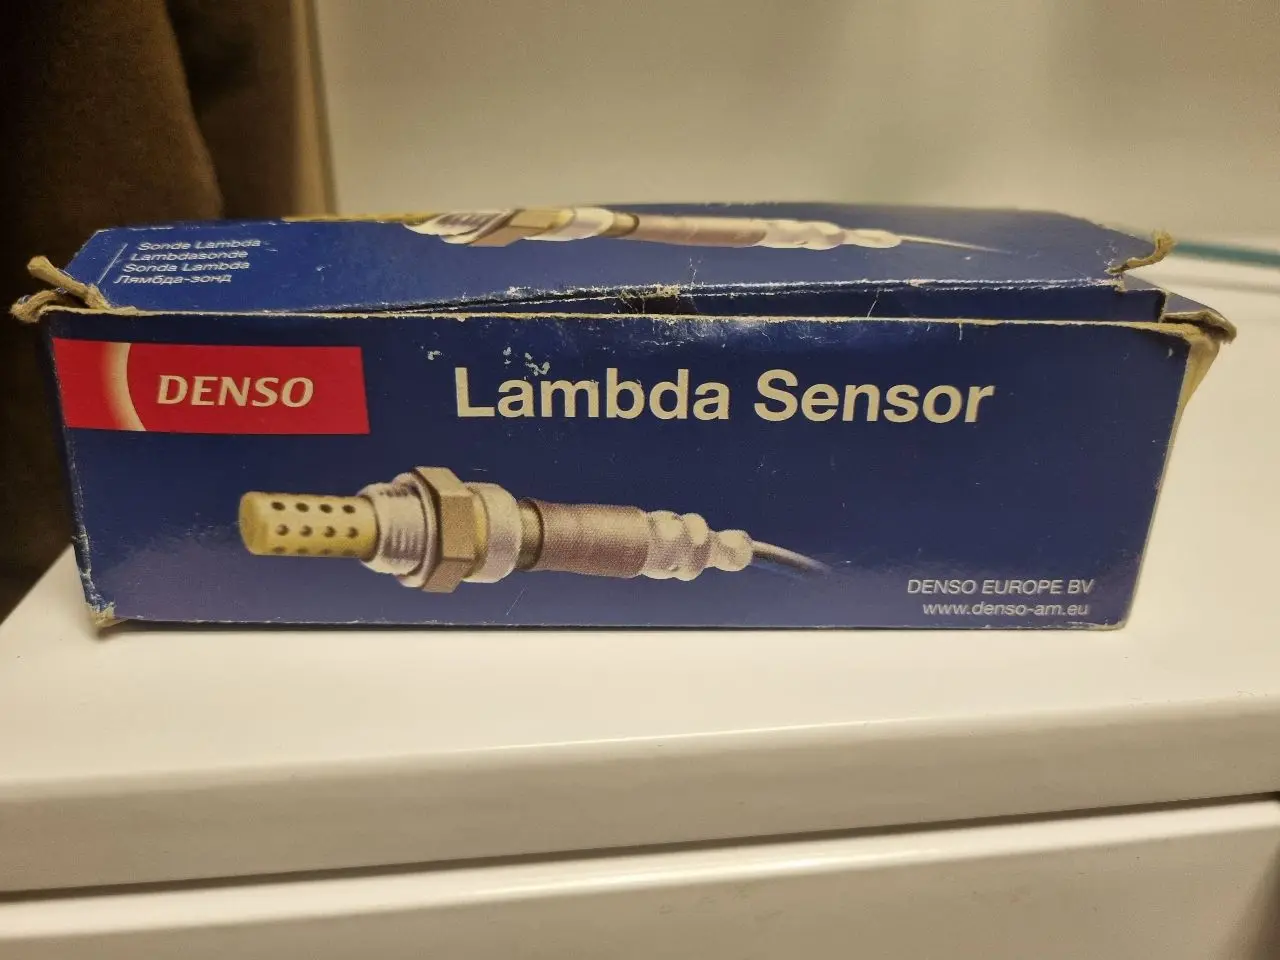 Sonde Lambda
Lambdasonde
Sonda Lambda
Лямбда-зонд
DENSO
Lambda Sensor
DENSO EUROPE BV
www.denso-am.eu